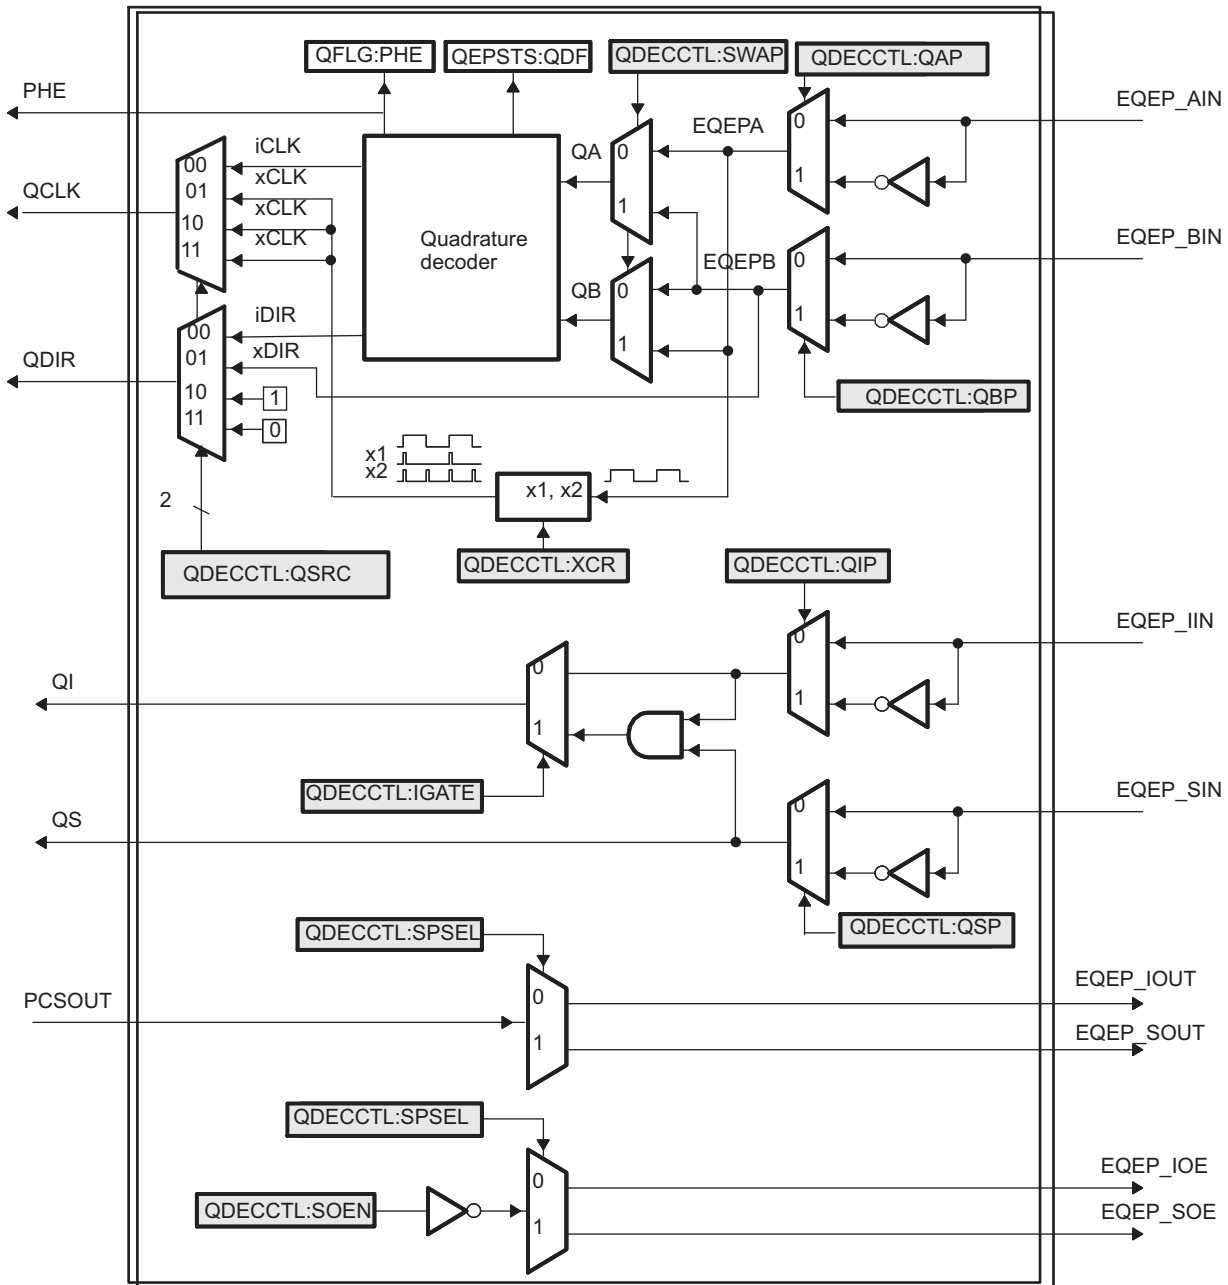 QFLG:PHE
QEPSTS:QDF
QDECCTL:SWAP
QDECCTL:QAP
PHE
EQEP_AIN
EQEPA
0
1
iCLK
00
xCLK
01
xCLK
10
xCLK
11
QCLK
QA
0
1
Quadrature
decoder
EQEP_BIN
EQEPB
0
1
QB
0
1
iDIR
00
xDIR
01
10
1
11
0
QDIR
QDECCTL:QBP
x1
x2
x1, x2
2
QDECCTL:QSRC
QDECCTL:XCR
QDECCTL:QIP
EQEP_IIN
0
1
QI
0
1
QDECCTL:IGATE
EQEP_SIN
0
1
QS
QDECCTL:QSP
QDECCTL:SPSEL
PCSOUT
0
1
EQEP_IOUT
EQEP_SOUT
QDECCTL:SPSEL
QDECCTL:SOEN
0
1
EQEP_IOE
EQEP_SOE